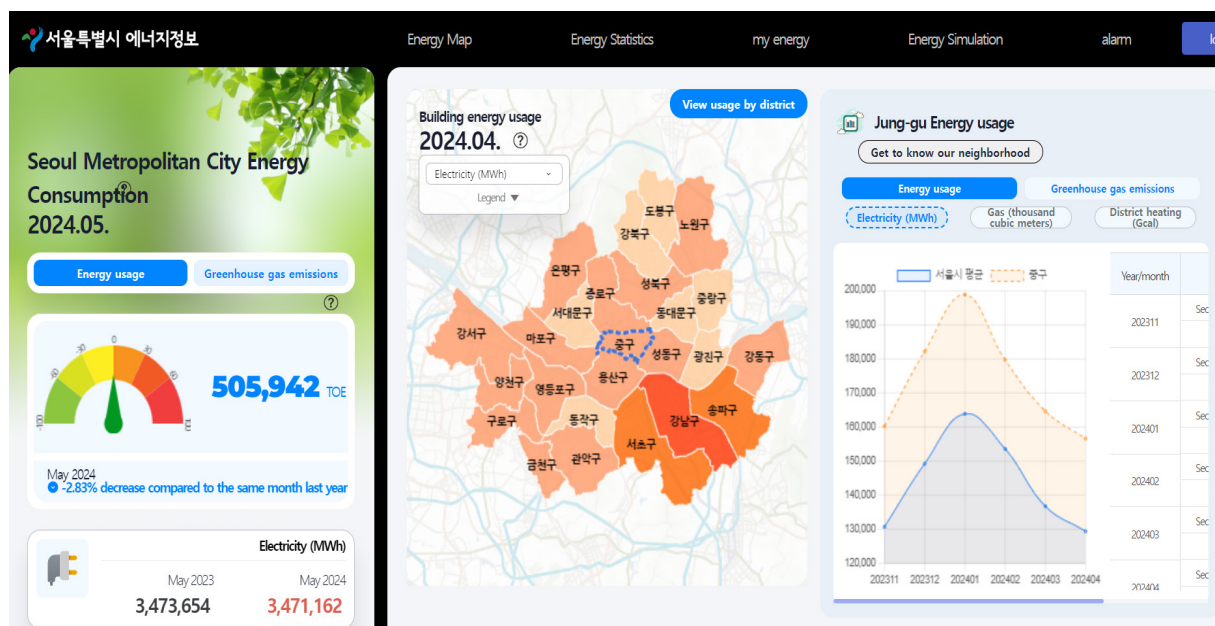 서울특별시 에너지정보
Energy Map
Energy Statistics
my energy
Energy Simulation
alarm
Seoul Metropolitan City Energy
Consumption
?
2024.05.
Energy usage
Greenhouse gas emissions
?
-100
-60
-30
0
30
60
100
505,942 TOE
May 2024
-2.83% decrease compared to the same month last year
Electricity (MWh)
May 2023
May 2024
3,473,654
3,471,162
View usage by district
Building energy usage
2024.04. ?
Electricity (MWh)
Legend ▼
도봉구
노원구
강북구
은평구
성북구
종로구
중랑구
서대문구
동대문구
강서구
마포구
중구
성동구
광진구
강동구
용산구
양천구
영등포구
구로구
동작구
서초구
강남구
송파구
금천구
관악구
Jung-gu Energy usage
Get to know our neighborhood
Energy usage
Greenhouse gas emissions
Electricity (MWh)
Gas (thousand
cubic meters)
District heating
(Gcal)
서울시 평균
중구
200,000
190,000
180,000
170,000
160,000
150,000
140,000
130,000
120,000
202311 202312 202401 202402 202403 202404
Year/month
202311
202312
202401
202402
202403
202404